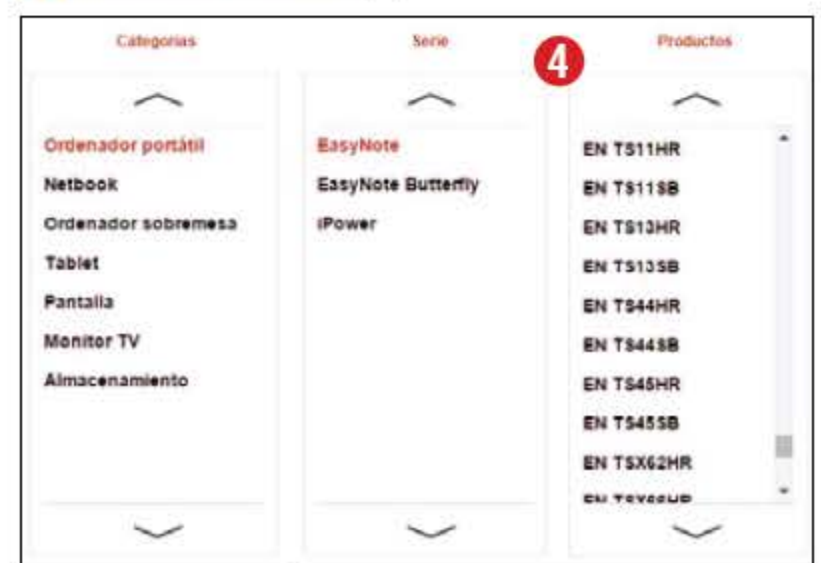 Categorias
Serie
4
Productos
Ordenador portátil
Netbook
Ordenador sobremesa
Tablet
Pantalla
Monitor TV
Almacenamiento
EasyNote
EasyNote Butterfly
iPower
EN TS11HR
EN TS11SB
EN TS13HR
EN TS13SB
EN TS44HR
EN TS44SB
EN TS45HR
EN TS45SB
EN TSX62HR